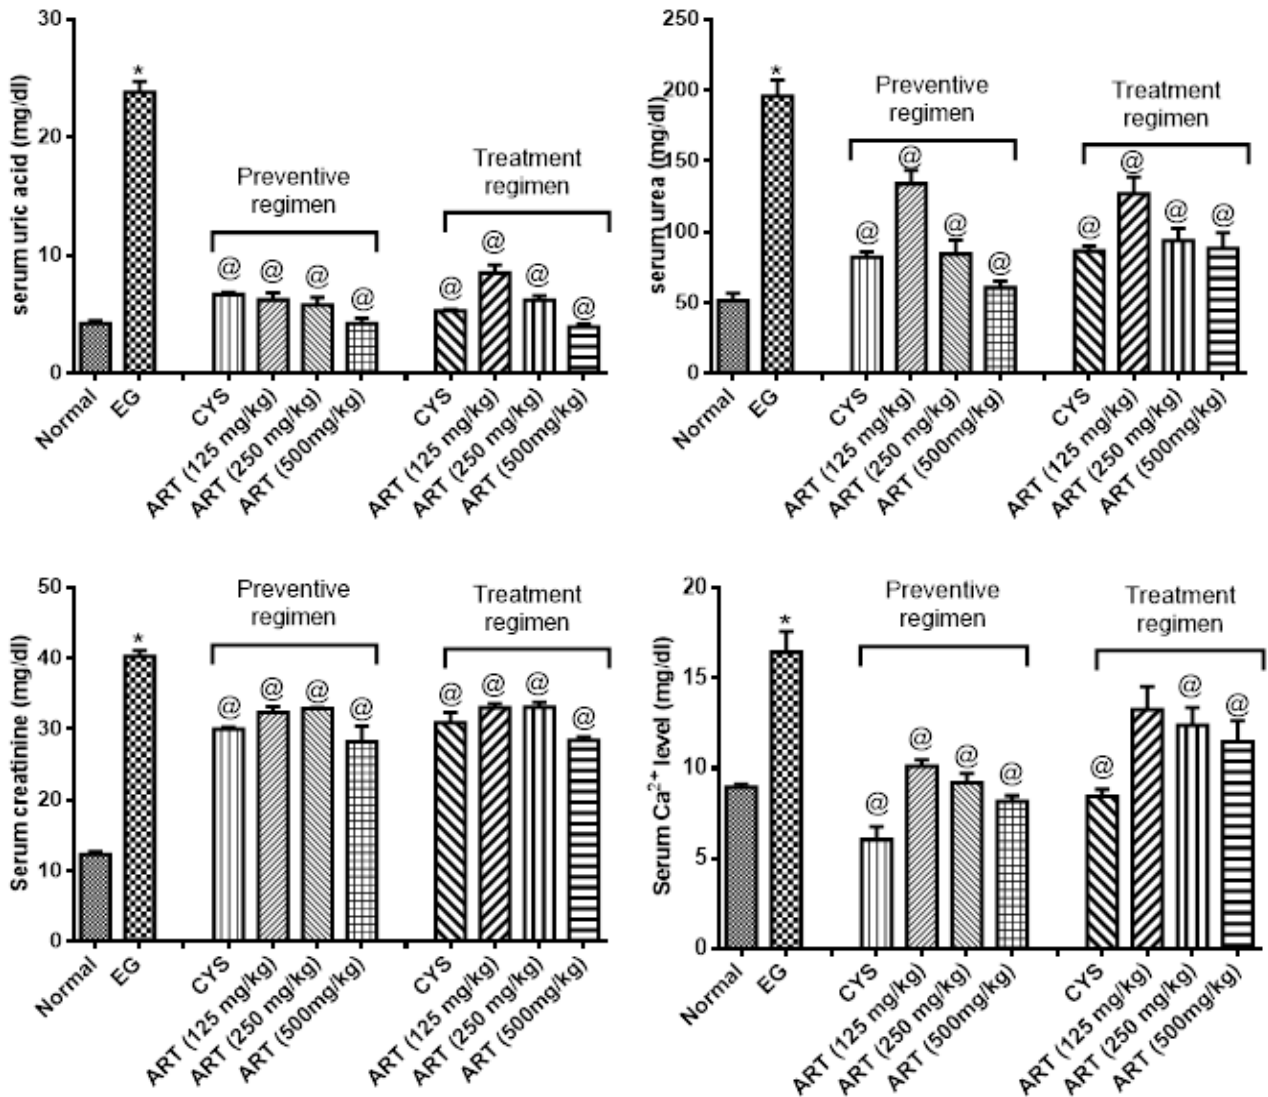 serum uric acid (mg/dl)
30
20
10
0
*
Preventive
regimen
Treatment
regimen
@ @ @ @
@ @ @ @
Normal
EG
CYS
ART (125 mg/kg)
ART (250 mg/kg)
ART (500mg/kg)
CYS
ART (125 mg/kg)
ART (250 mg/kg)
ART (500mg/kg)
serum urea (mg/dl)
250
200
150
100
50
0
*
Preventive
regimen
Treatment
regimen
@ @ @ @
@ @ @ @
Normal
EG
CYS
ART (125 mg/kg)
ART (250 mg/kg)
ART (500mg/kg)
CYS
ART (125 mg/kg)
ART (250 mg/kg)
ART (500mg/kg)
Serum creatinine (mg/dl)
50
40
30
20
10
0
*
Preventive
regimen
Treatment
regimen
@ @ @ @
@ @ @ @
Normal
EG
CYS
ART (125 mg/kg)
ART (250 mg/kg)
ART (500mg/kg)
CYS
ART (125 mg/kg)
ART (250 mg/kg)
ART (500mg/kg)
Serum Ca²⁺ level (mg/dl)
20
15
10
5
0
*
Preventive
regimen
Treatment
regimen
@ @ @ @
@ @ @
Normal
EG
CYS
ART (125 mg/kg)
ART (250 mg/kg)
ART (500mg/kg)
CYS
ART (125 mg/kg)
ART (250 mg/kg)
ART (500mg/kg)